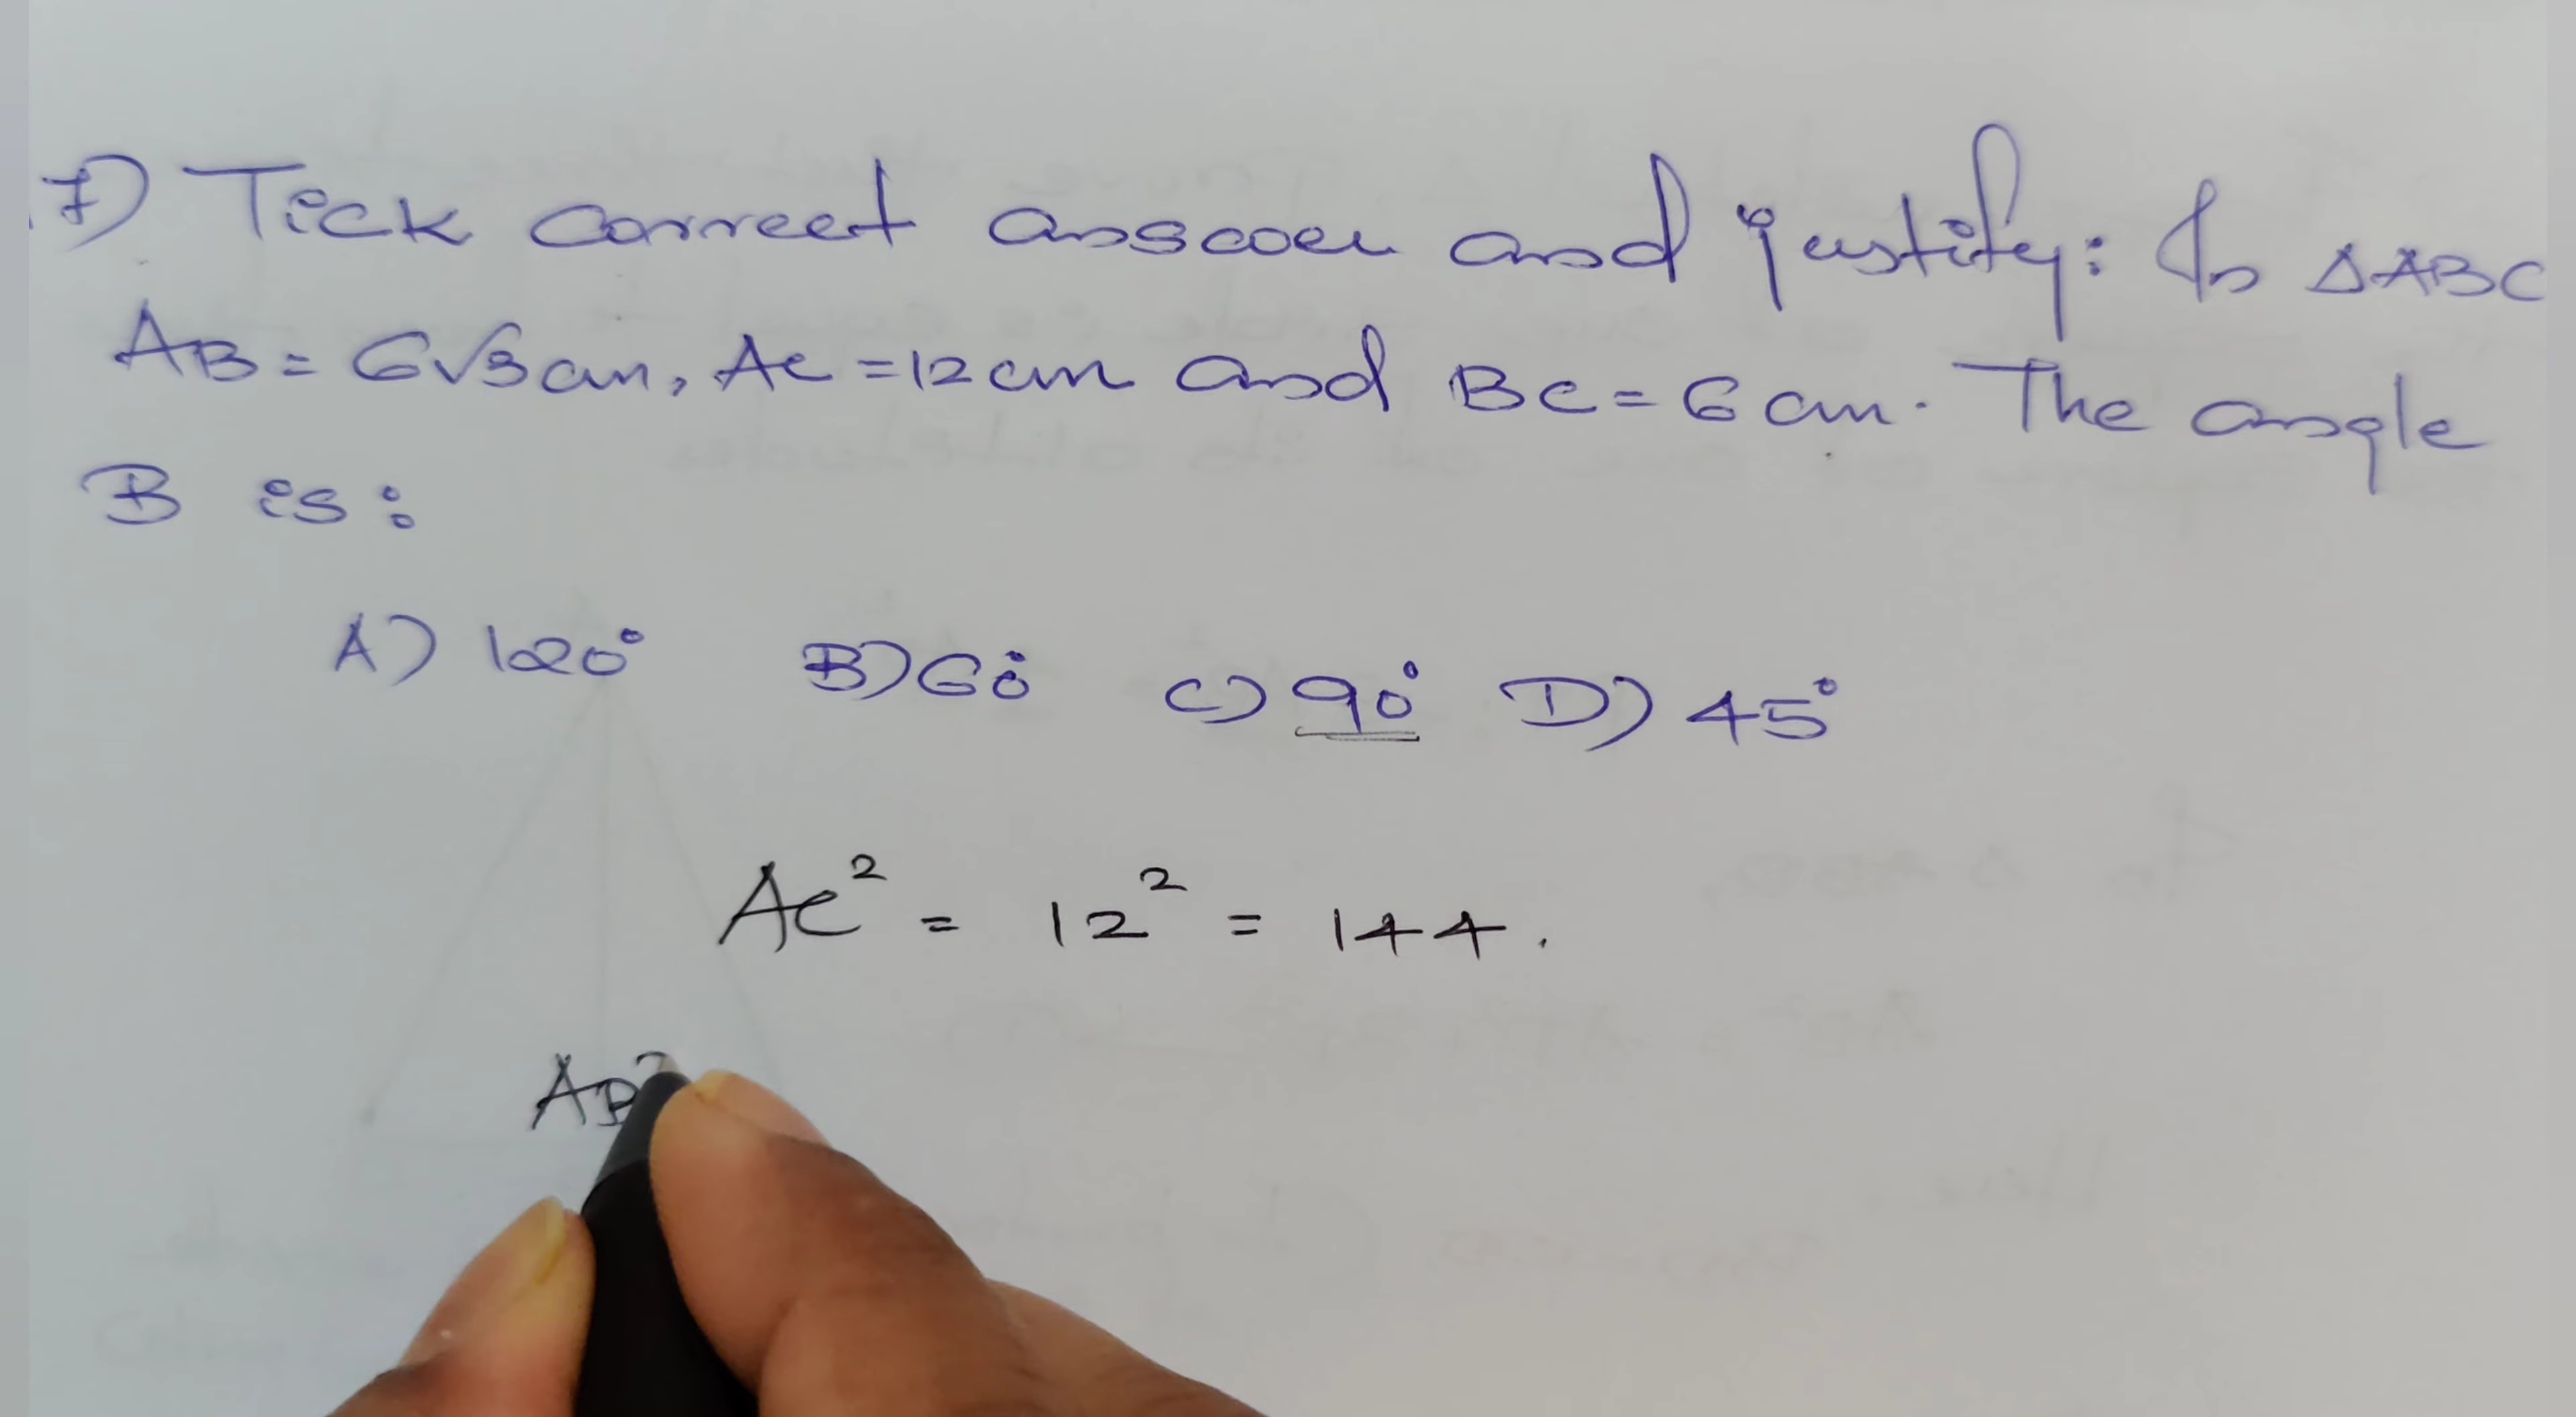 7) Tick correct answer and justify: In ΔABC
AB = 6√3 cm, AC = 12 cm and BC = 6 cm. The angle
B is:
A) 120° B) 60° C) 90° D) 45°
AC² = 12² = 144.
AB²